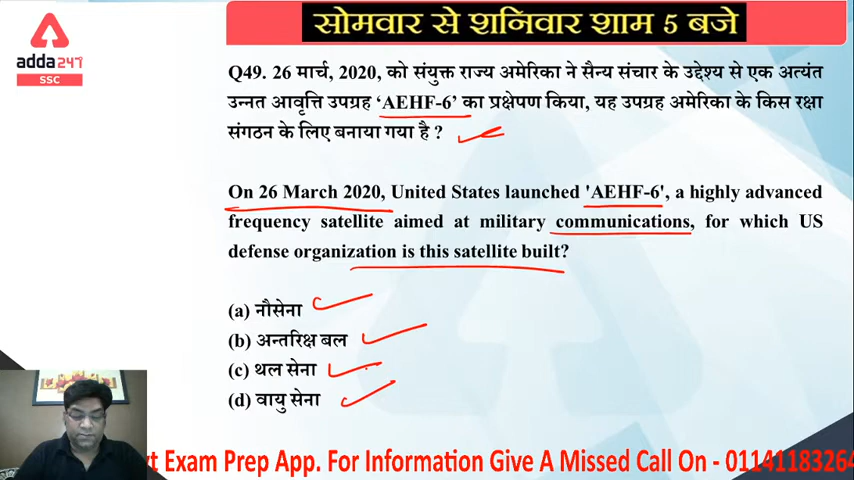 सोमवार से शनिवार शाम 5 बजे
adda247
SSC
Q49. 26 मार्च, 2020, को संयुक्त राज्य अमेरिका ने सैन्य संचार के उद्देश्य से एक अत्यंत
उन्नत आवृत्ति उपग्रह ‘AEHF-6’ का प्रक्षेपण किया, यह उपग्रह अमेरिका के किस रक्षा
संगठन के लिए बनाया गया है ?
On 26 March 2020, United States launched 'AEHF-6', a highly advanced
frequency satellite aimed at military communications, for which US
defense organization is this satellite built?
(a) नौसेना
(b) अन्तरिक्ष बल
(c) थल सेना
(d) वायु सेना
Exam Prep App. For Information Give A Missed Call On - 01141183264